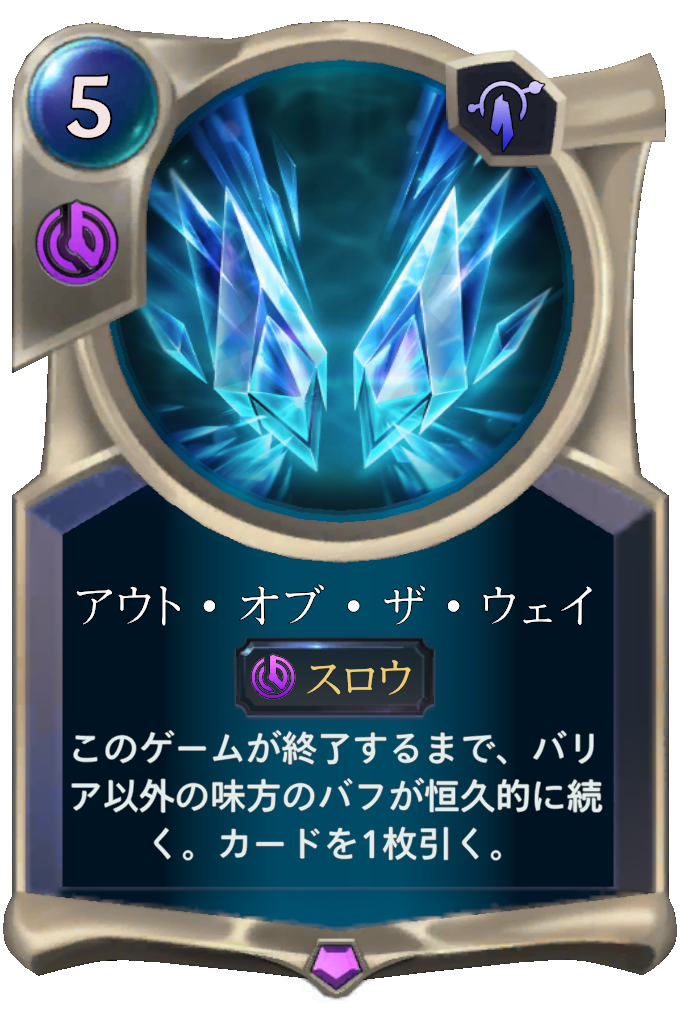 5
アウト・オブ・ザ・ウェイ
スロウ
このゲームが終了するまで、バリ
ア以外の味方のバフが恒久的に続
く。カードを1枚引く。